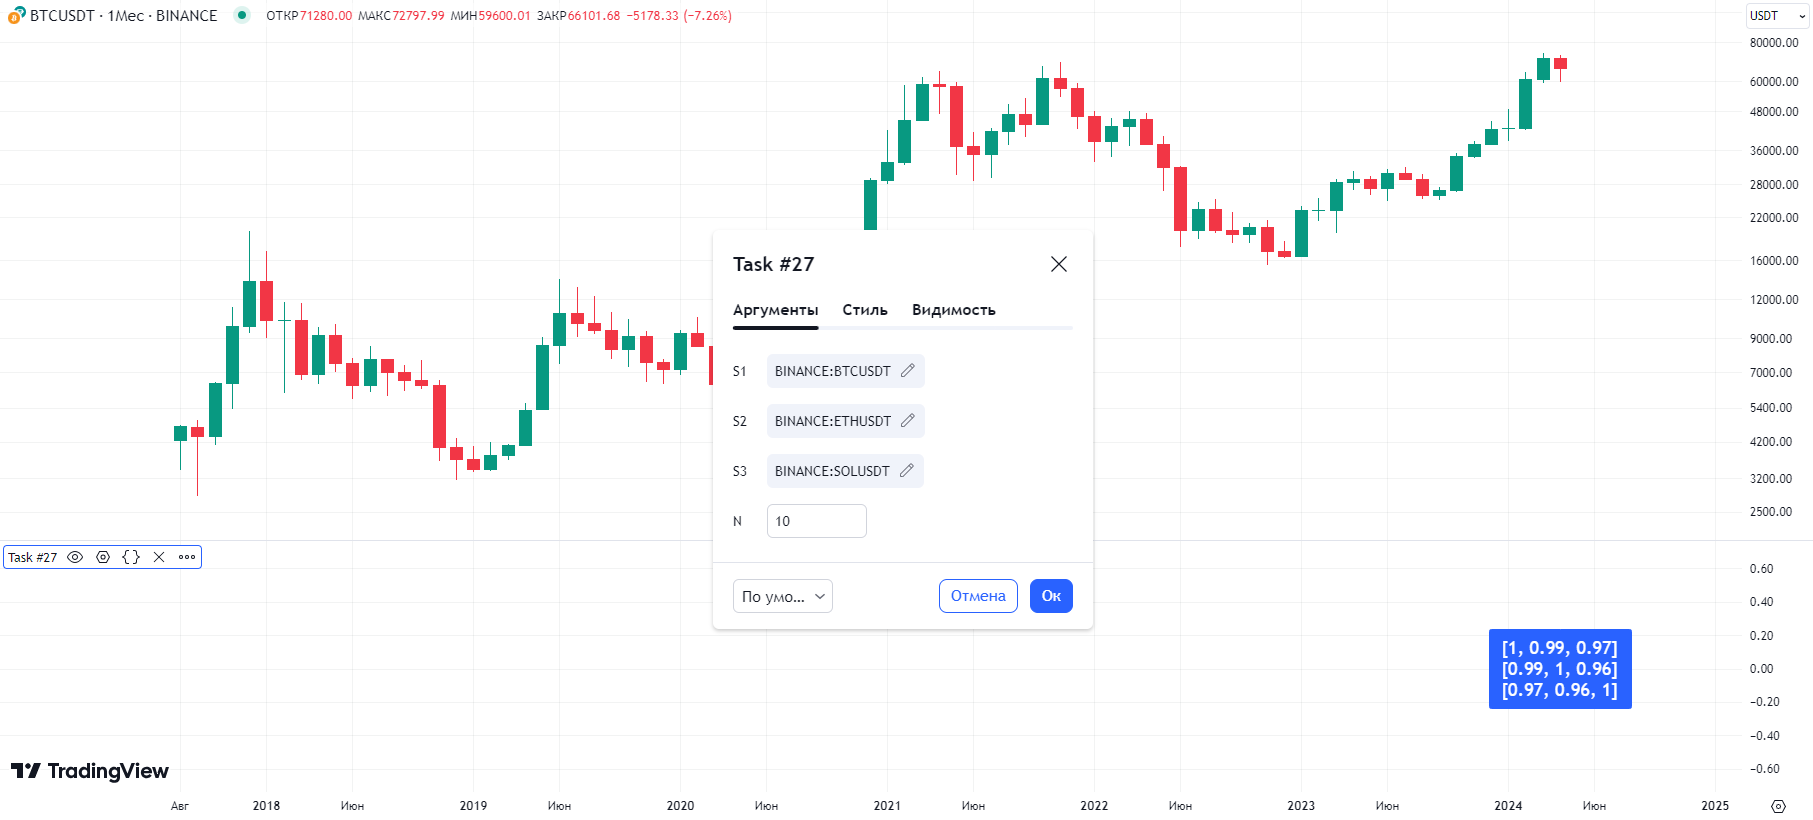 BTCUSDT · 1Мес · BINANCE ОТКР71280.00 МАКС72797.99 МИН59600.01 ЗАКР66101.68 −5178.33 (−7.26%)
USDT
80000.00
60000.00
48000.00
36000.00
28000.00
22000.00
16000.00
12000.00
9000.00
7000.00
5400.00
4200.00
3200.00
2500.00
Task #27
Аргументы Стиль Видимость
S1 BINANCE:BTCUSDT
S2 BINANCE:ETHUSDT
S3 BINANCE:SOLUSDT
N 10
По умо... Отмена Ок
Task #27
0.60
0.40
0.20
0.00
−0.20
−0.40
−0.60
[1, 0.99, 0.97]
[0.99, 1, 0.96]
[0.97, 0.96, 1]
TradingView
Авг 2018 Июн 2019 Июн 2020 Июн 2021 Июн 2022 Июн 2023 Июн 2024 Июн 2025